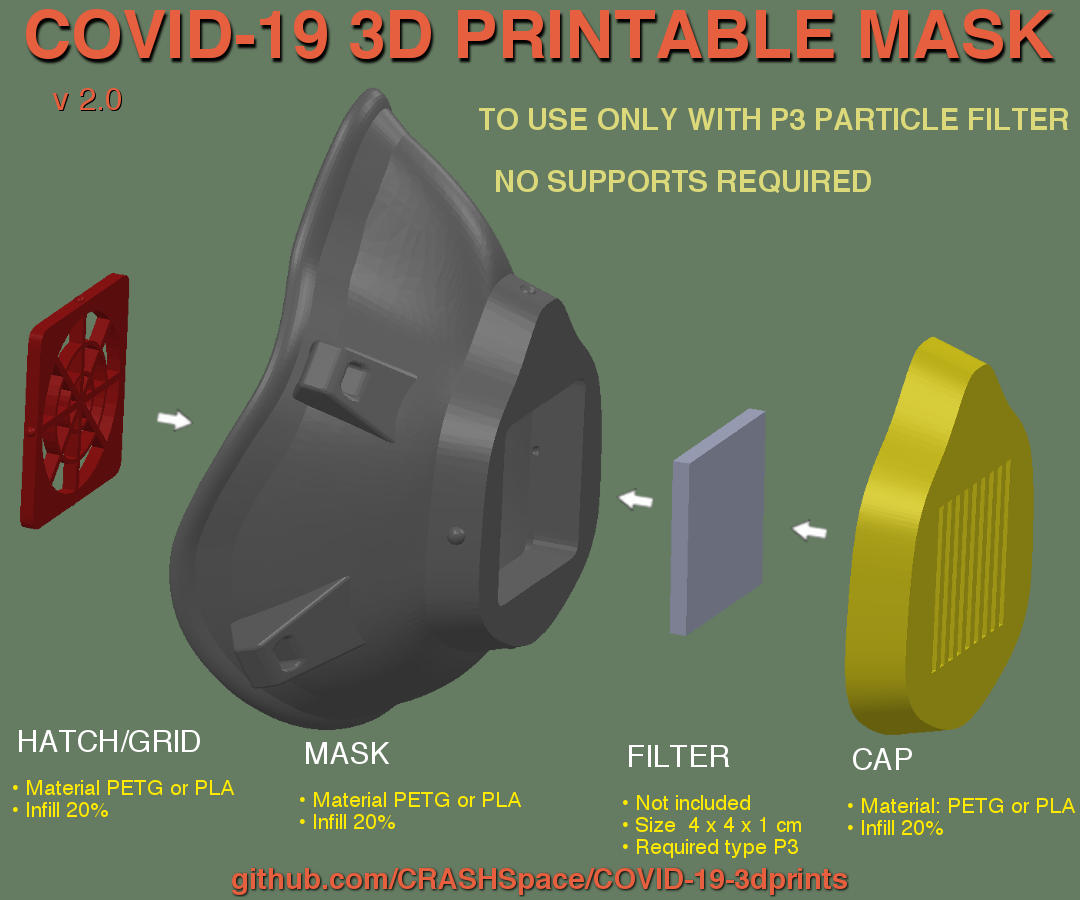 COVID-19 3D PRINTABLE MASK
v 2.0
TO USE ONLY WITH P3 PARTICLE FILTER
NO SUPPORTS REQUIRED
HATCH/GRID
• Material PETG or PLA
• Infill 20%
MASK
• Material PETG or PLA
• Infill 20%
FILTER
• Not included
• Size 4 x 4 x 1 cm
• Required type P3
CAP
• Material: PETG or PLA
• Infill 20%
github.com/CRASHSpace/COVID-19-3dprints